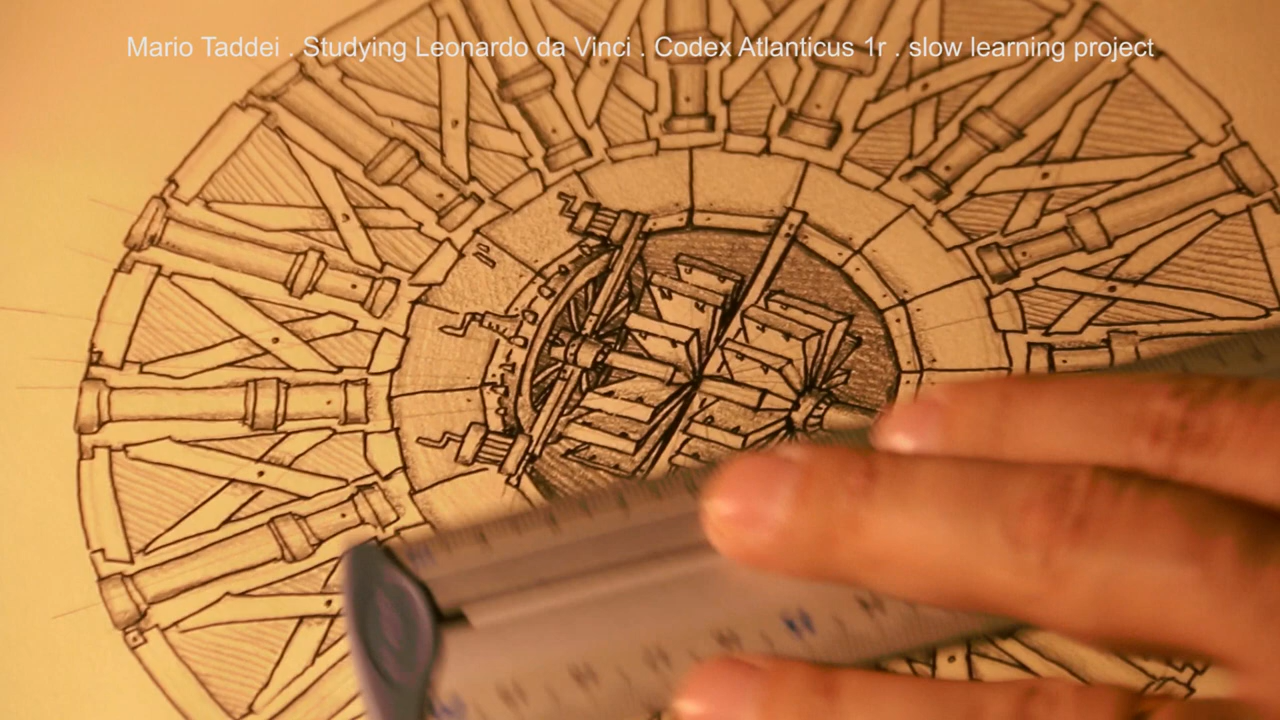 Mario Taddei . Studying Leonardo da Vinci . Codex Atlanticus 1r . slow learning project